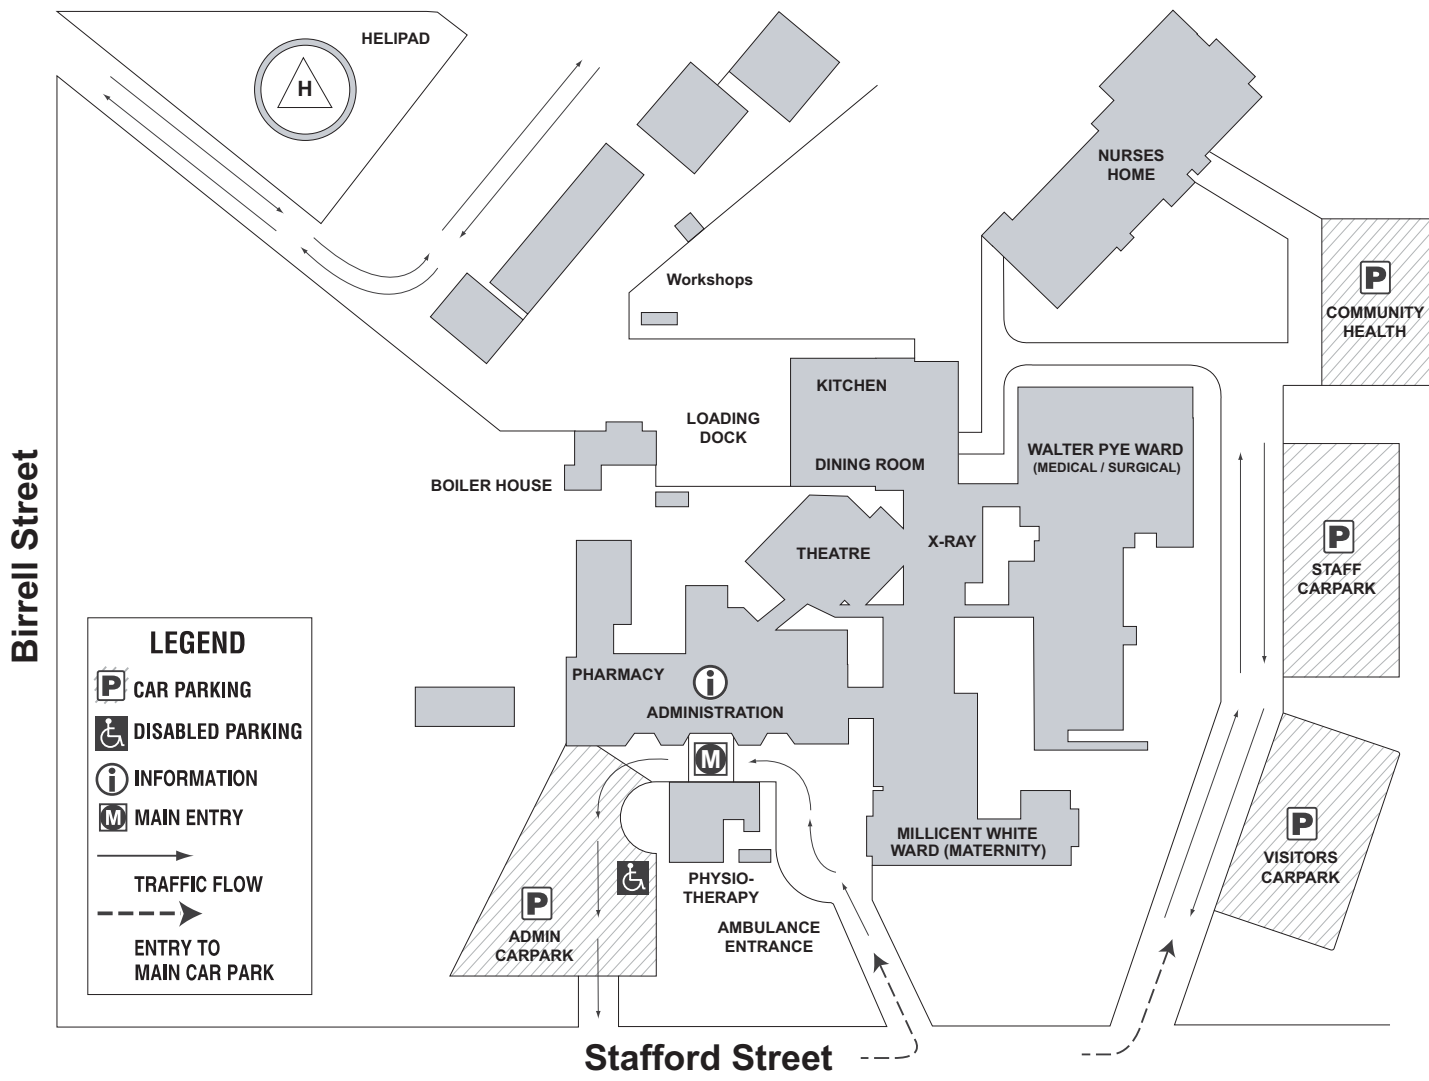 HELIPAD
H
NURSES
HOME
P
COMMUNITY
HEALTH
Workshops
KITCHEN
LOADING
DOCK
DINING ROOM
WALTER PYE WARD
(MEDICAL / SURGICAL)
BOILER HOUSE
Birrell Street
THEATRE
X-RAY
P
STAFF
CARPARK
PHARMACY
i
ADMINISTRATION
M
LEGEND
P CAR PARKING
DISABLED PARKING
i INFORMATION
M MAIN ENTRY
TRAFFIC FLOW
ENTRY TO
MAIN CAR PARK
MILLICENT WHITE
WARD (MATERNITY)
P
VISITORS
CARPARK
PHYSIO-
THERAPY
P
ADMIN
CARPARK
AMBULANCE
ENTRANCE
Stafford Street